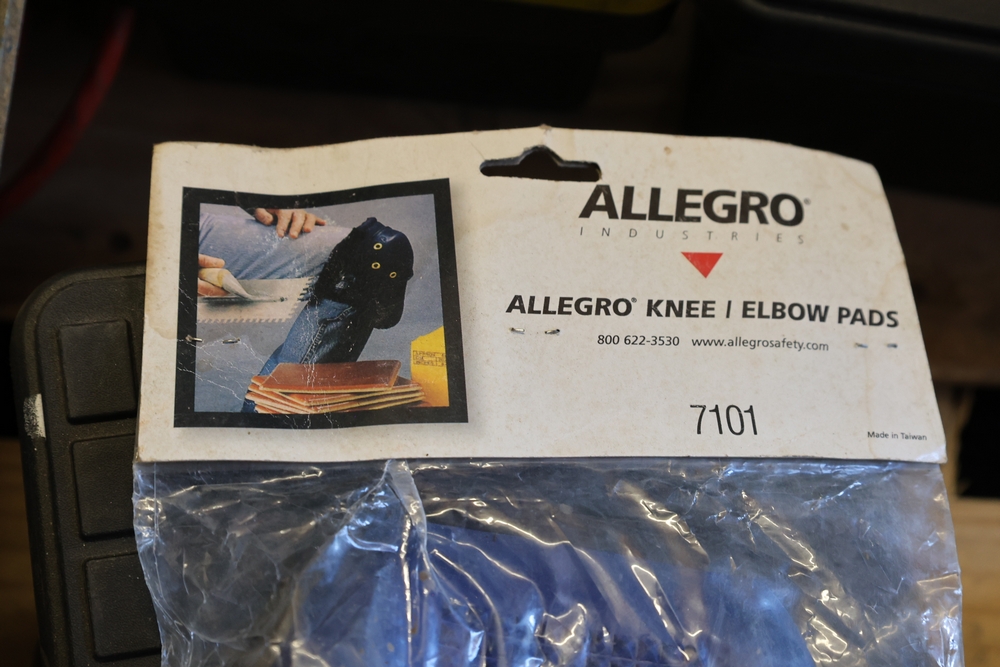 ALLEGRO®
INDUSTRIES
ALLEGRO® KNEE / ELBOW PADS
800 622-3530 www.allegrosafety.com
7101
Made in Taiwan